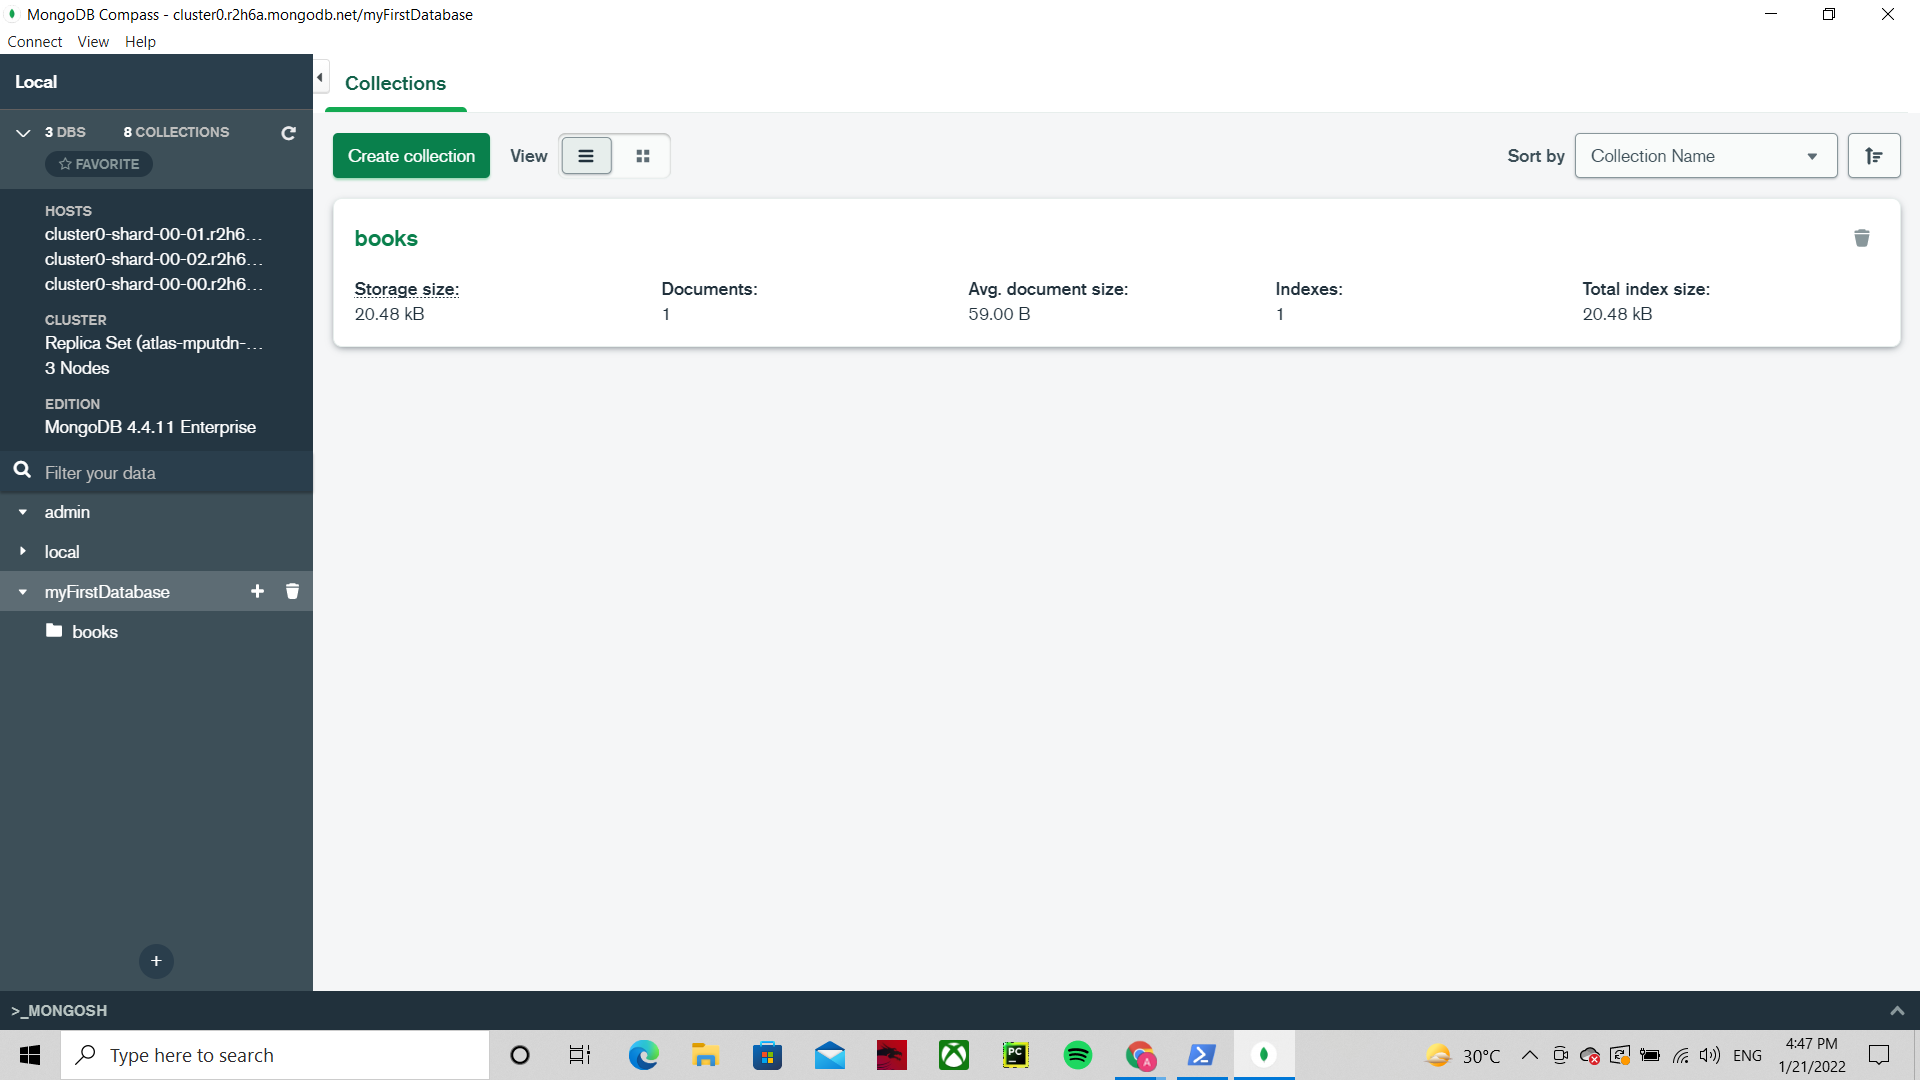 MongoDB Compass - cluster0.r2h6a.mongodb.net/myFirstDatabase
Connect View Help
Local
3 DBS 8 COLLECTIONS
FAVORITE
HOSTS
cluster0-shard-00-01.r2h6...
cluster0-shard-00-02.r2h6...
cluster0-shard-00-00.r2h6...
CLUSTER
Replica Set (atlas-mputdn-...
3 Nodes
EDITION
MongoDB 4.4.11 Enterprise
Filter your data
admin
local
myFirstDatabase
books
Collections
Create collection View Sort by Collection Name
books
Storage size: Documents: Avg. document size: Indexes: Total index size:
20.48 kB 1 59.00 B 1 20.48 kB
>_MONGOSH
Type here to search
PC
A
30°C
ENG
4:47 PM
1/21/2022